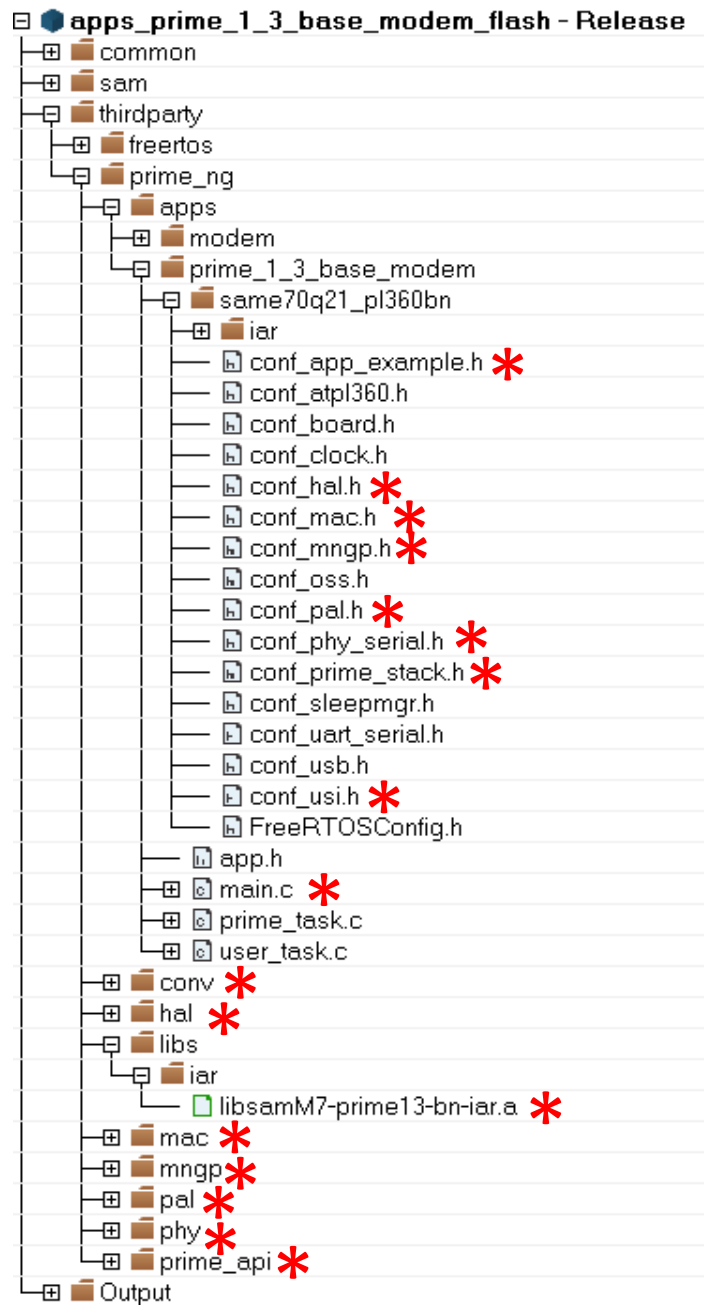 apps_prime_1_3_base_modem_flash - Release
common
sam
thirdparty
freertos
prime_ng
apps
modem
prime_1_3_base_modem
same70q21_pl360bn
iar
conf_app_example.h *
conf_atpl360.h
conf_board.h
conf_clock.h
conf_hal.h *
conf_mac.h *
conf_mngp.h *
conf_oss.h
conf_pal.h *
conf_phy_serial.h *
conf_prime_stack.h *
conf_sleepmgr.h
conf_uart_serial.h
conf_usb.h
conf_usi.h *
FreeRTOSConfig.h
app.h
main.c *
prime_task.c
user_task.c
conv *
hal *
libs
iar
libsamM7-prime13-bn-iar.a *
mac *
mngp *
pal *
phy *
prime_api *
Output